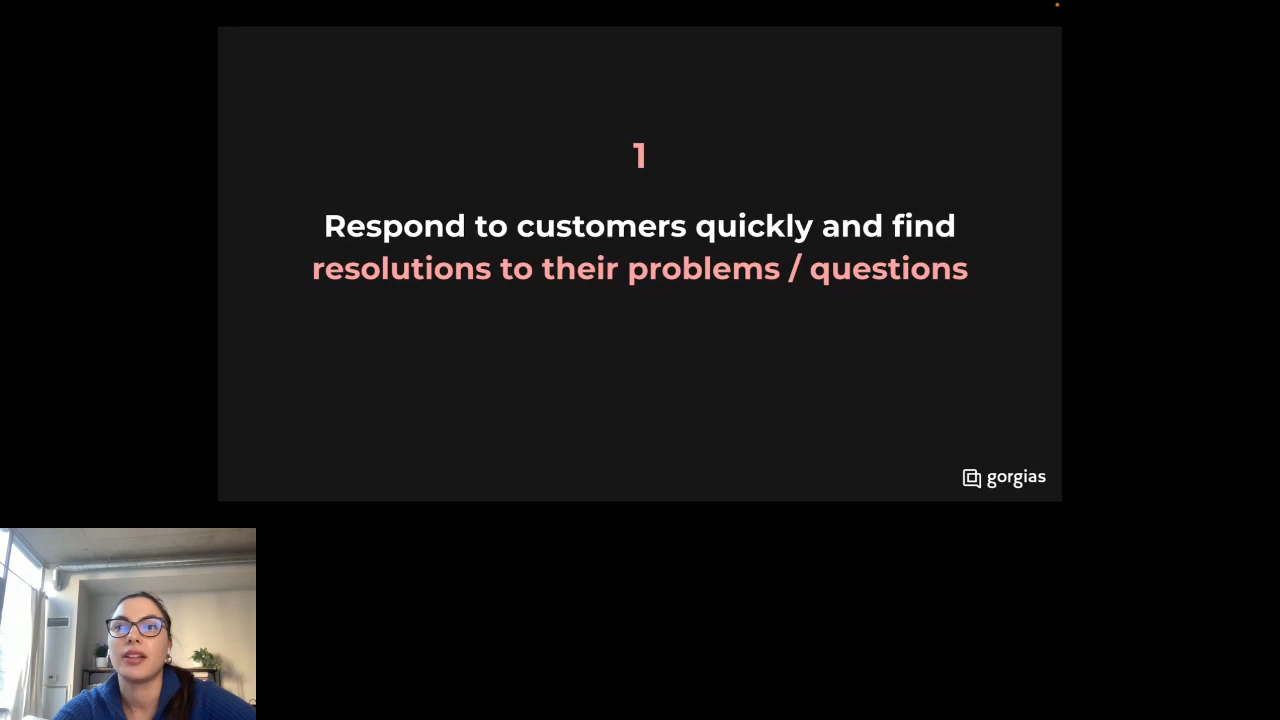 1
Respond to customers quickly and find
resolutions to their problems / questions
gorgias